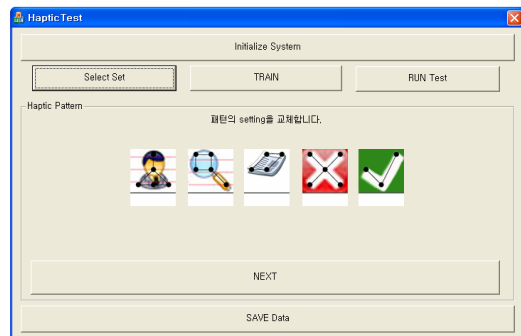 HapticTest
Initialize System
Select Set
TRAIN
RUN Test
Haptic Pattern
패턴의 setting을 교체합니다.
NEXT
SAVE Data